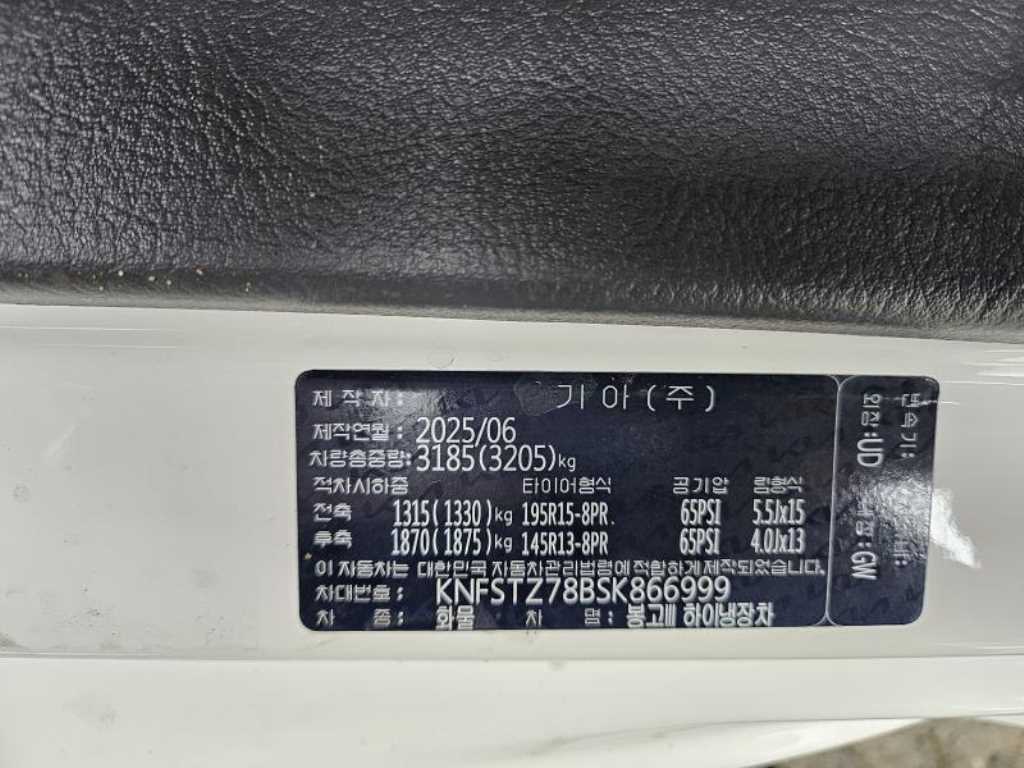 제 작 자 : 기 아 ( 주 )
제작연월 : 2025/06
차량총중량: 3185(3205)kg
적차시하중 타이어형식 공기압 림형식
전축 1315(1330)kg 195R15-8PR 65PSI 5.5Jx15
후축 1870(1875)kg 145R13-8PR 65PSI 4.0Jx13
이 자동차는 대한민국 자동차관리법령에 적합하게 제작되었습니다.
차대번호 : KNFSTZ78BSK866999
차 종 : 화물 차 명 : 봉고Ⅲ 하이냉장차
변속기:
외장:UD 내장:GW